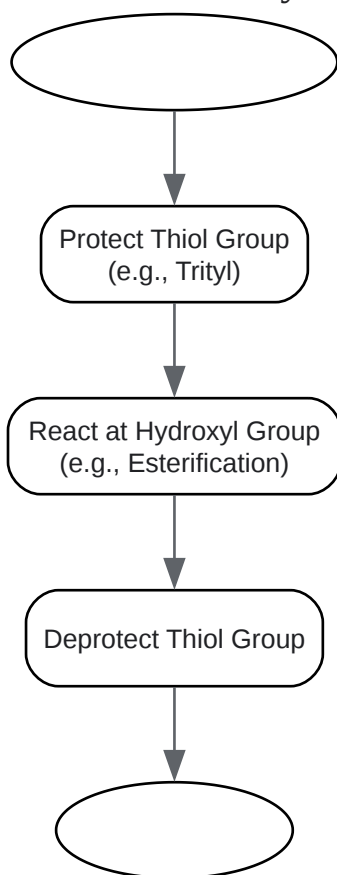 Protect Thiol Group
(e.g., Trityl)
React at Hydroxyl Group
(e.g., Esterification)
Deprotect Thiol Group